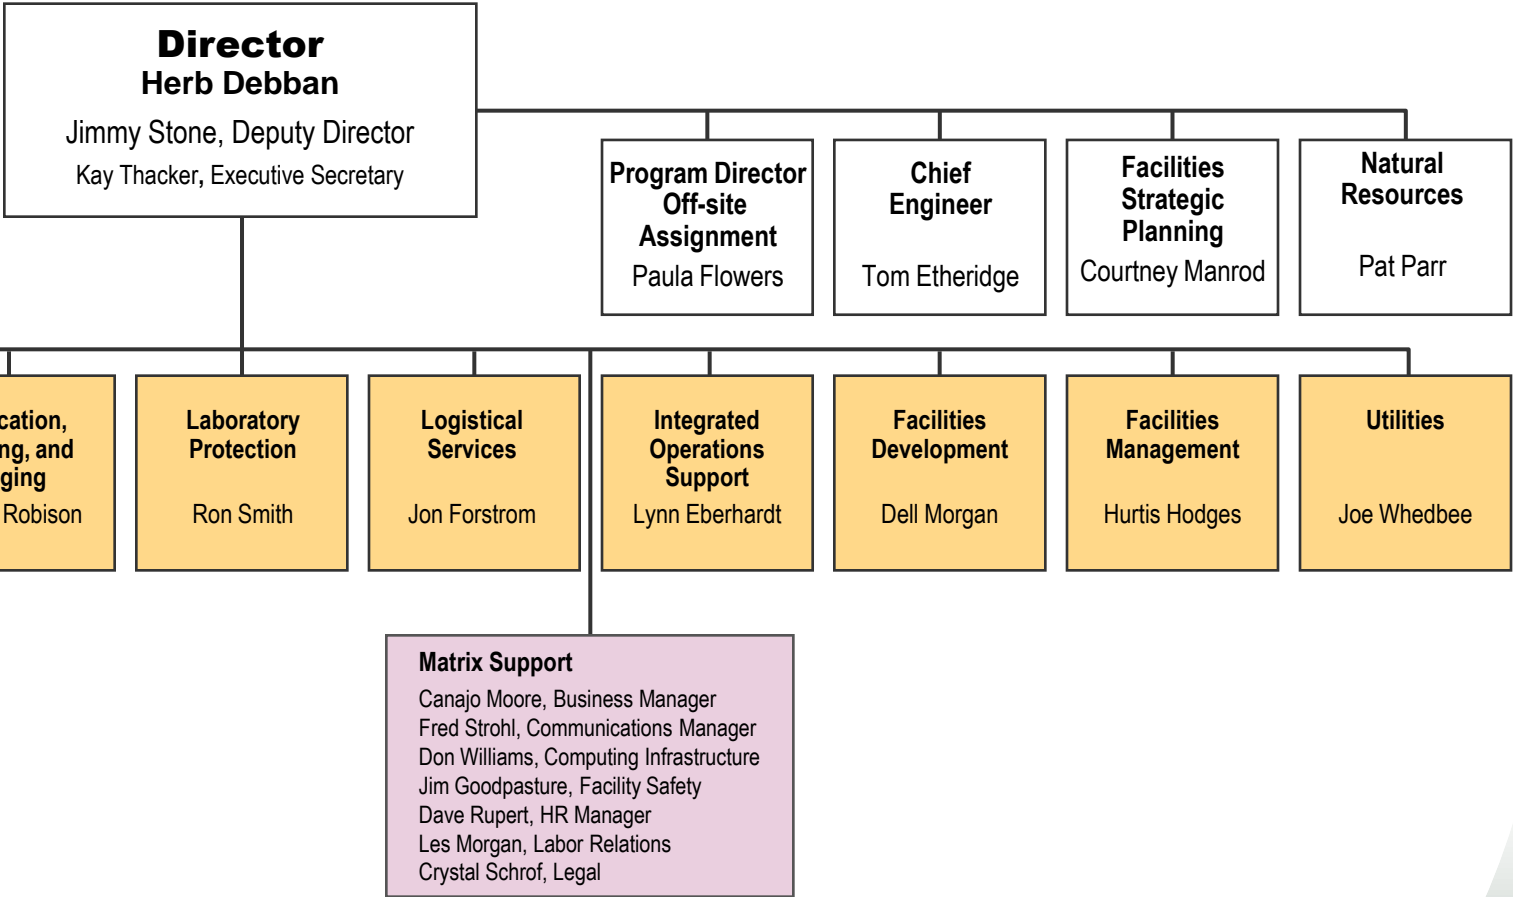 Director
Herb Debban
Jimmy Stone, Deputy Director
Kay Thacker, Executive Secretary
Program Director
Off-site
Assignment
Paula Flowers
Chief
Engineer
Tom Etheridge
Facilities
Strategic
Planning
Courtney Manrod
Natural
Resources
Pat Parr
and
Robison
Laboratory
Protection
Ron Smith
Logistical
Services
Jon Forstrom
Integrated
Operations
Support
Lynn Eberhardt
Facilities
Development
Dell Morgan
Facilities
Management
Hurtis Hodges
Utilities
Joe Whedbee
Matrix Support
Canajo Moore, Business Manager
Fred Strohl, Communications Manager
Don Williams, Computing Infrastructure
Jim Goodpasture, Facility Safety
Dave Rupert, HR Manager
Les Morgan, Labor Relations
Crystal Schrof, Legal